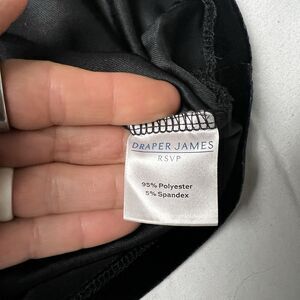 DRAPER JAMES
RSVP
95% Polyester
5% Spandex